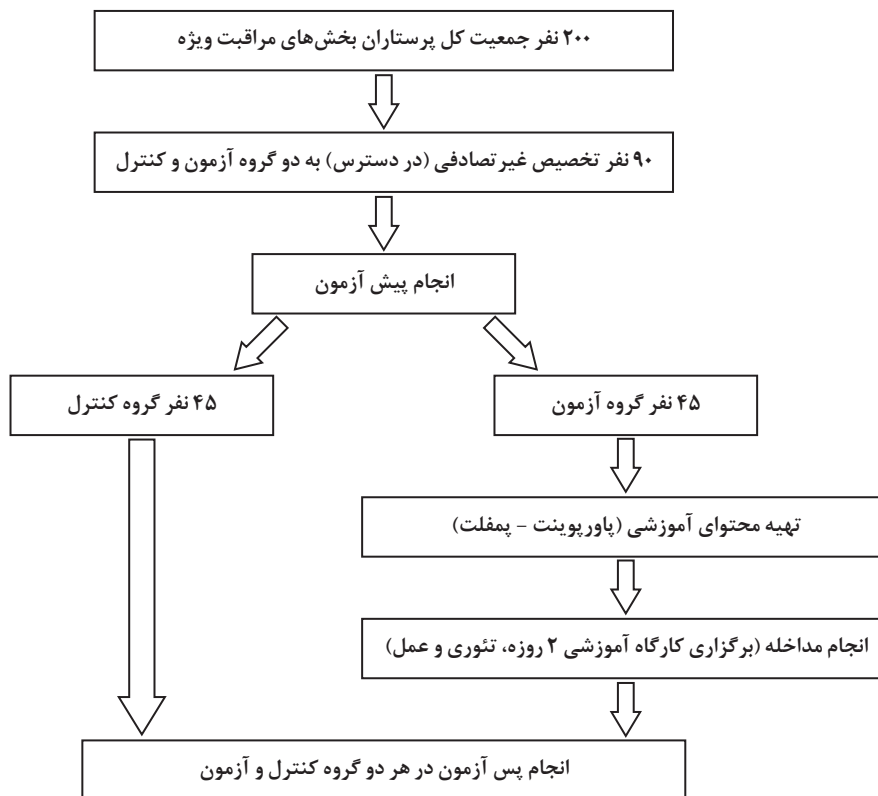 ۲۰۰ نفر جمعیت کل پرستاران بخش‌های مراقبت ویژه
۹۰ نفر تخصیص غیرتصادفی (در دسترس) به دو گروه آزمون و کنترل
انجام پیش آزمون
۴۵ نفر گروه آزمون
۴۵ نفر گروه کنترل
تهیه محتوای آموزشی (پاورپوینت - پمفلت)
انجام مداخله (برگزاری کارگاه آموزشی ۲ روزه، تئوری و عمل)
انجام پس آزمون در هر دو گروه کنترل و آزمون